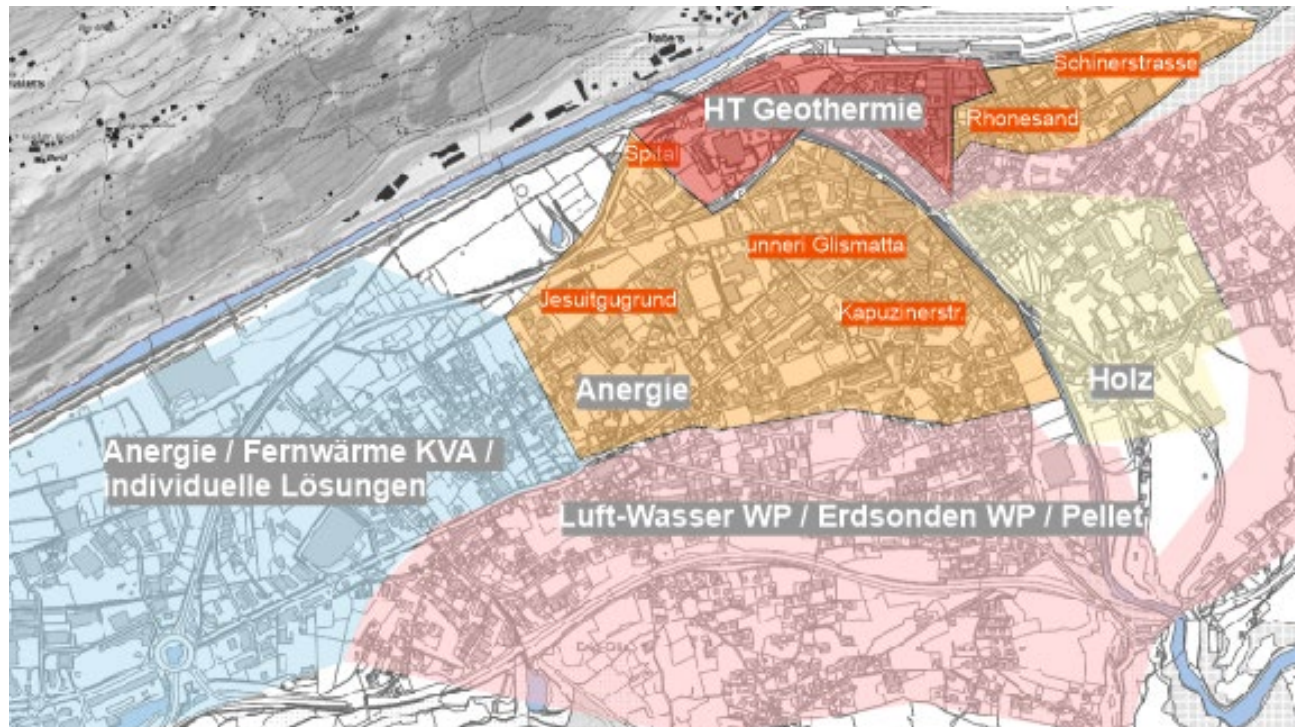 Naters
Schinerstrasse
HT Geothermie
Rhonesand
Spital
unneri Glismatta
Jesuitgugrund
Kapuzinerstr.
Anergie
Holz
Anergie / Fernwärme KVA /
individuelle Lösungen
Luft-Wasser WP / Erdsonden WP / Pellet